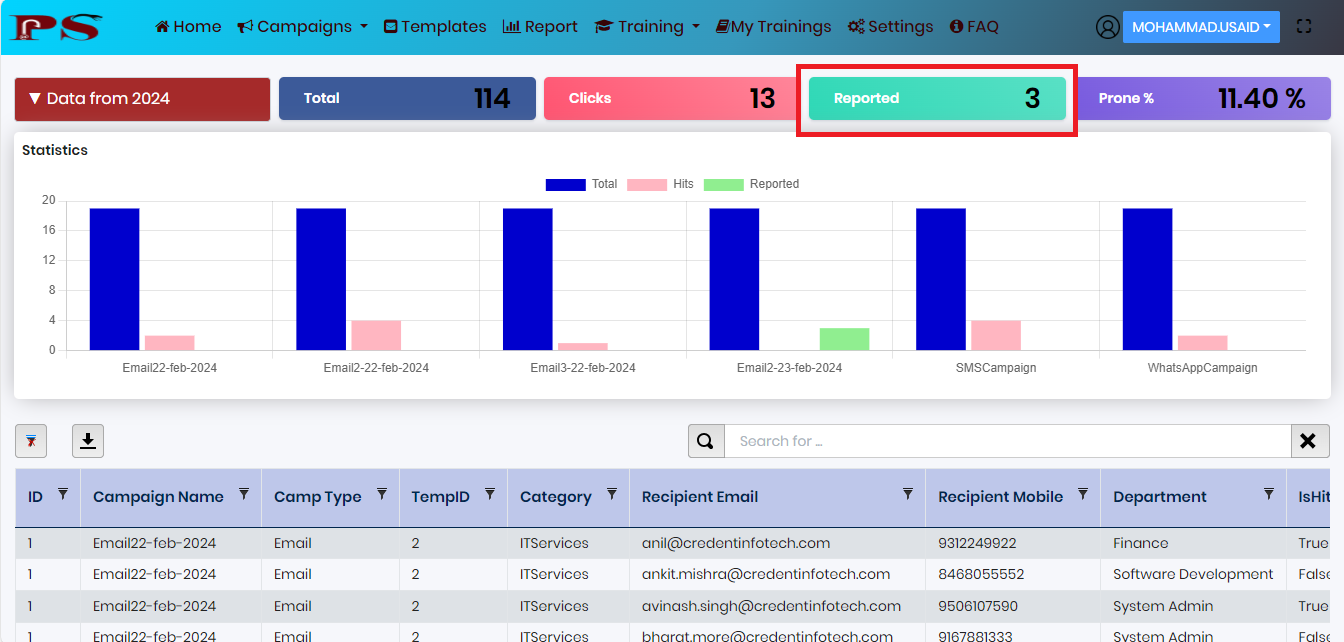 PS Home Campaigns Templates Report Training My Trainings Settings FAQ MOHAMMAD.USAID
▼ Data from 2024 Total 114 Clicks 13 Reported 3 Prone % 11.40 %
Statistics
Total Hits Reported
20
16
12
8
4
0
Email22-feb-2024 Email2-22-feb-2024 Email3-22-feb-2024 Email2-23-feb-2024 SMSCampaign WhatsAppCampaign
Search for ...
ID Campaign Name Camp Type TempID Category Recipient Email Recipient Mobile Department IsHit
1 Email22-feb-2024 Email 2 ITServices anil@credentinfotech.com 9312249922 Finance True
1 Email22-feb-2024 Email 2 ITServices ankit.mishra@credentinfotech.com 8468055552 Software Development False
1 Email22-feb-2024 Email 2 ITServices avinash.singh@credentinfotech.com 9506107590 System Admin True
1 Email22-feb-2024 Email 2 ITServices bharat.more@credentinfotech.com 9167881333 System Admin False